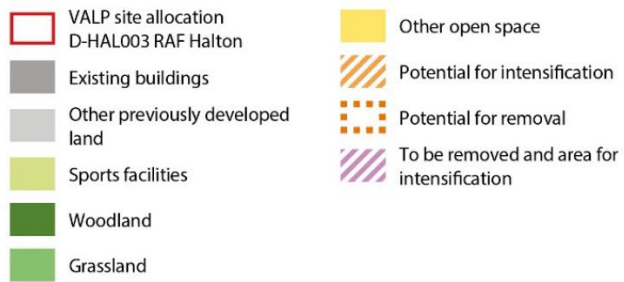 VALP site allocation
D-HAL003 RAF Halton
Existing buildings
Other previously developed
land
Sports facilities
Woodland
Grassland
Other open space
Potential for intensification
Potential for removal
To be removed and area for
intensification